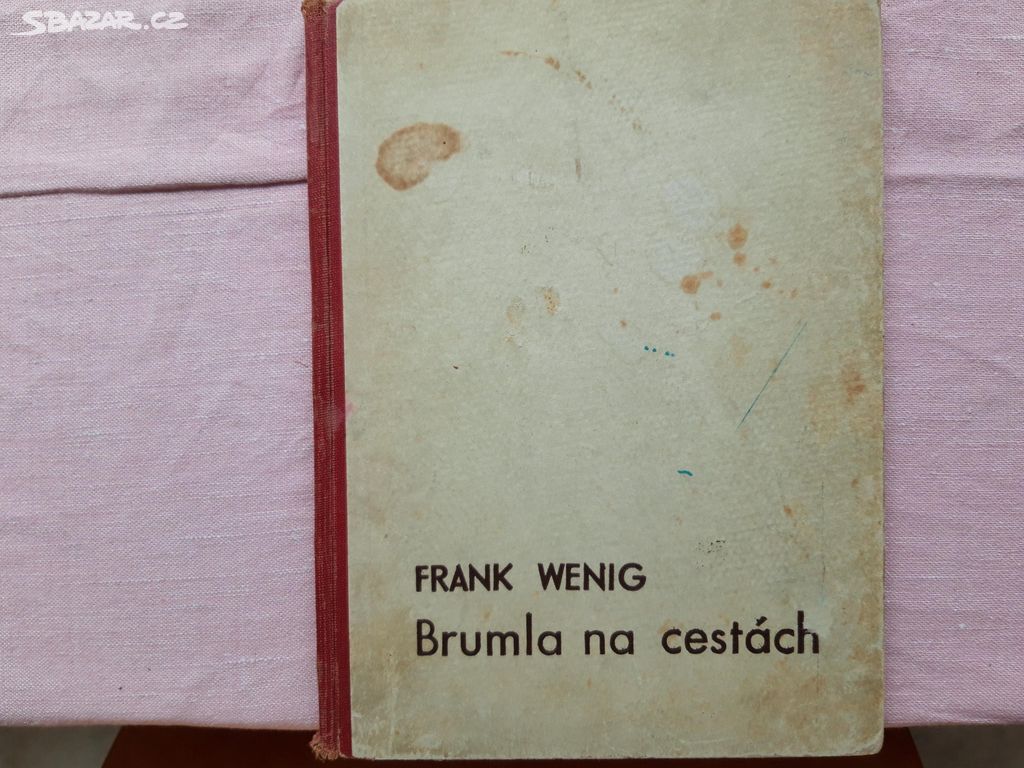 SBAZAR.CZ
FRANK WENIG
Brumla na cestách